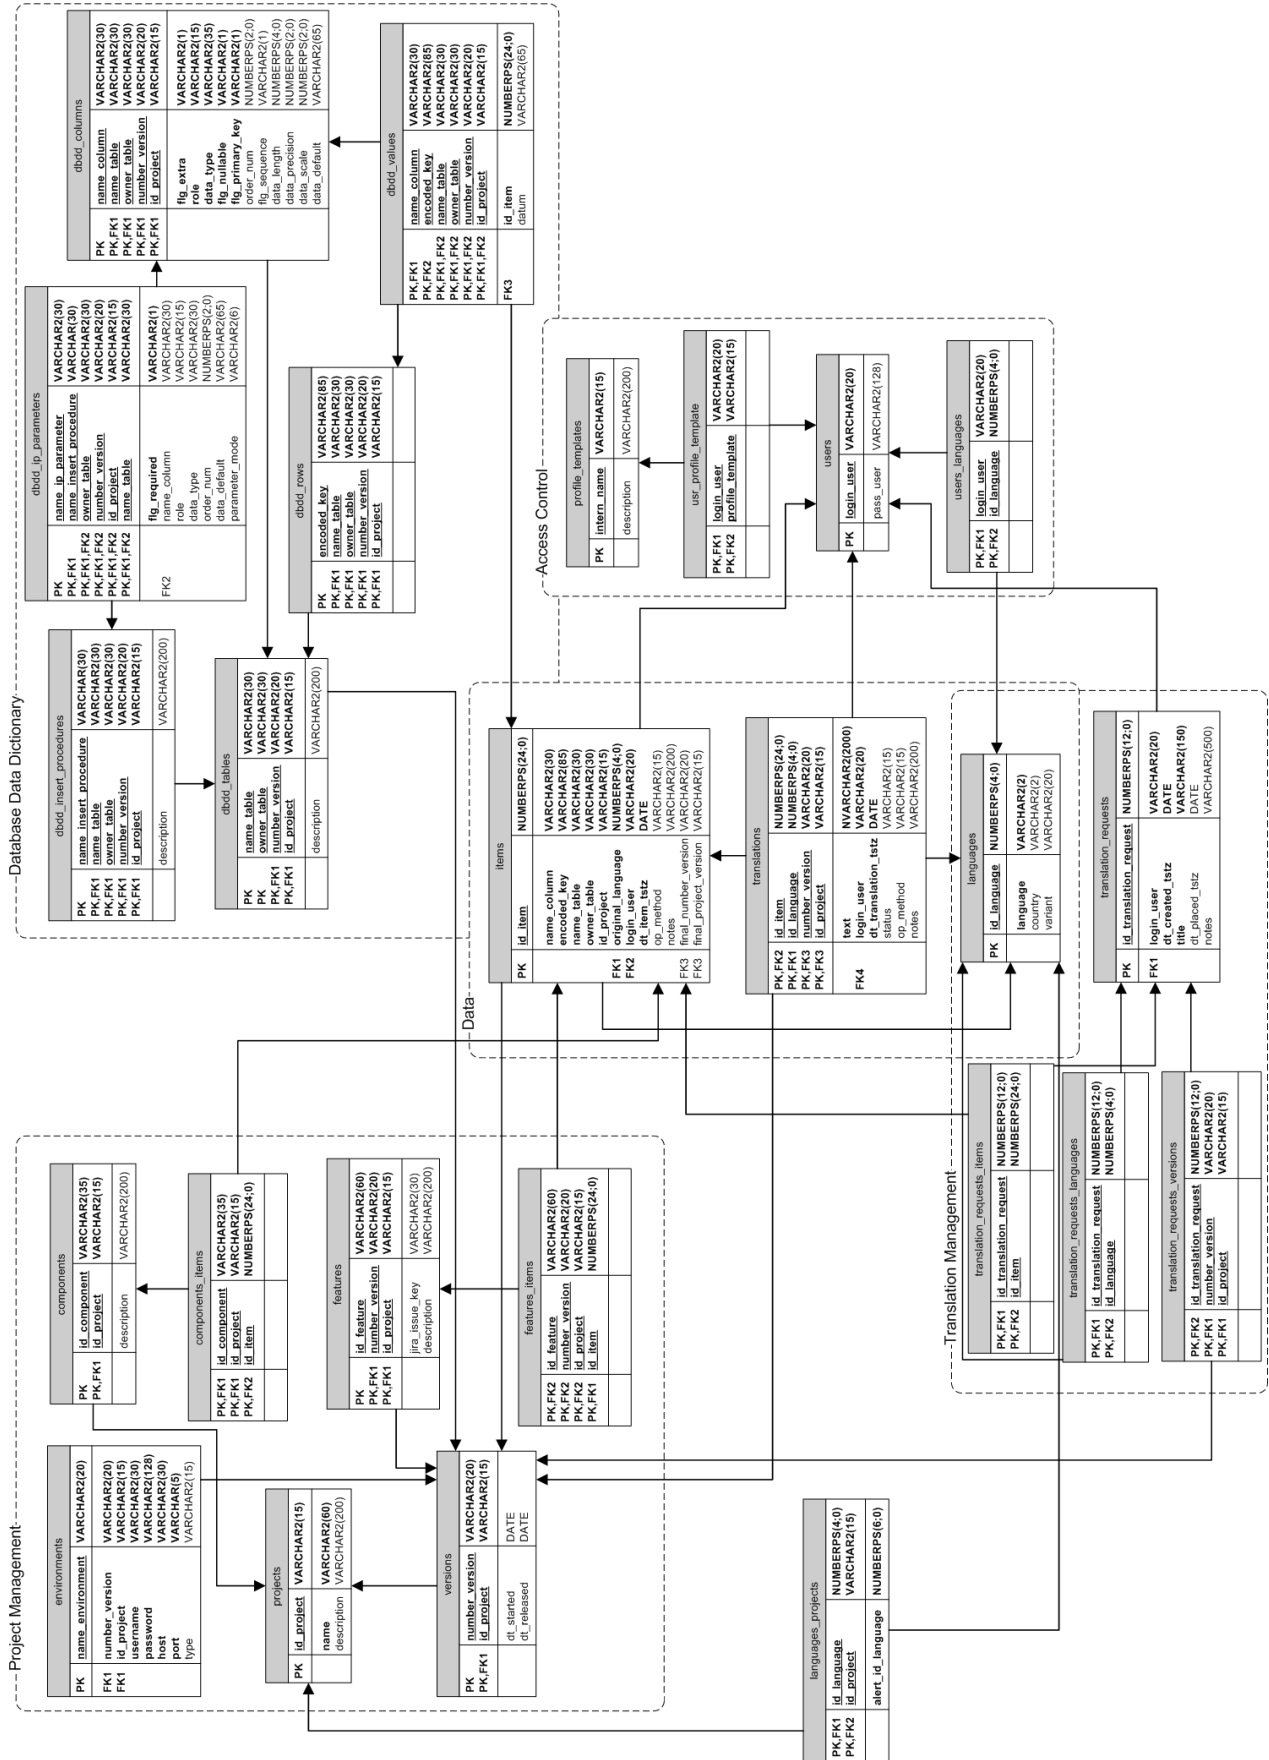 Project Management
environments
PK name_environment VARCHAR2(20)
FK1 number_version VARCHAR2(20)
FK1 id_project VARCHAR2(15)
username VARCHAR2(30)
password VARCHAR2(128)
host VARCHAR2(30)
port VARCHAR(5)
type VARCHAR2(15)
components
PK id_component VARCHAR2(35)
PK,FK1 id_project VARCHAR2(15)
description VARCHAR2(200)
components_items
PK,FK1 id_component VARCHAR2(35)
PK,FK1 id_project VARCHAR2(15)
PK,FK2 id_item NUMBERPS(24;0)
projects
PK id_project VARCHAR2(15)
name VARCHAR2(60)
description VARCHAR2(200)
features
PK id_feature VARCHAR2(60)
PK,FK1 number_version VARCHAR2(20)
PK,FK1 id_project VARCHAR2(15)
jira_issue_key VARCHAR2(30)
description VARCHAR2(200)
versions
PK number_version VARCHAR2(20)
PK,FK1 id_project VARCHAR2(15)
dt_started DATE
dt_released DATE
features_items
PK,FK2 id_feature VARCHAR2(60)
PK,FK2 number_version VARCHAR2(20)
PK,FK2 id_project VARCHAR2(15)
PK,FK1 id_item NUMBERPS(24;0)
Database Data Dictionary
dbdd_insert_procedures
PK name_insert_procedure VARCHAR(30)
PK,FK1 name_table VARCHAR2(30)
PK,FK1 owner_table VARCHAR2(30)
PK,FK1 number_version VARCHAR2(20)
PK,FK1 id_project VARCHAR2(15)
description VARCHAR2(200)
dbdd_ip_parameters
PK name_ip_parameter VARCHAR2(30)
PK,FK1 name_insert_procedure VARCHAR(30)
PK,FK1,FK2 owner_table VARCHAR2(30)
PK,FK1,FK2 number_version VARCHAR2(20)
PK,FK1,FK2 id_project VARCHAR2(15)
PK,FK1,FK2 name_table VARCHAR2(30)
flg_required VARCHAR2(1)
FK2 name_column VARCHAR2(30)
role VARCHAR2(15)
data_type VARCHAR2(30)
order_num NUMBERPS(2;0)
data_default VARCHAR2(65)
parameter_mode VARCHAR2(6)
dbdd_columns
PK name_column VARCHAR2(30)
PK,FK1 name_table VARCHAR2(30)
PK,FK1 owner_table VARCHAR2(30)
PK,FK1 number_version VARCHAR2(20)
PK,FK1 id_project VARCHAR2(15)
flg_extra VARCHAR2(1)
role VARCHAR2(15)
data_type VARCHAR2(35)
flg_nullable VARCHAR2(1)
flg_primary_key VARCHAR2(1)
order_num NUMBERPS(2;0)
flg_sequence VARCHAR2(1)
data_length NUMBERPS(4;0)
data_precision NUMBERPS(2;0)
data_scale NUMBERPS(2;0)
data_default VARCHAR2(65)
dbdd_tables
PK name_table VARCHAR2(30)
PK owner_table VARCHAR2(30)
PK,FK1 number_version VARCHAR2(20)
PK,FK1 id_project VARCHAR2(15)
description VARCHAR2(200)
dbdd_rows
PK encoded_key VARCHAR2(85)
PK,FK1 name_table VARCHAR2(30)
PK,FK1 owner_table VARCHAR2(30)
PK,FK1 number_version VARCHAR2(20)
PK,FK1 id_project VARCHAR2(15)
dbdd_values
PK,FK1 name_column VARCHAR2(30)
PK,FK2 encoded_key VARCHAR2(85)
PK,FK1,FK2 name_table VARCHAR2(30)
PK,FK1,FK2 owner_table VARCHAR2(30)
PK,FK1,FK2 number_version VARCHAR2(20)
PK,FK1,FK2 id_project VARCHAR2(15)
FK3 id_item NUMBERPS(24;0)
datum VARCHAR2(65)
Data
items
PK id_item NUMBERPS(24;0)
name_column VARCHAR2(30)
encoded_key VARCHAR2(85)
name_table VARCHAR2(30)
owner_table VARCHAR2(30)
id_project VARCHAR2(15)
FK1 original_language NUMBERPS(4;0)
FK2 login_user VARCHAR2(20)
dt_item_tstz DATE
op_method VARCHAR2(15)
notes VARCHAR2(200)
FK3 final_number_version VARCHAR2(20)
FK3 final_project_version VARCHAR2(15)
translations
PK,FK2 id_item NUMBERPS(24;0)
PK,FK1 id_language NUMBERPS(4;0)
PK,FK3 number_version VARCHAR2(20)
PK,FK3 id_project VARCHAR2(15)
text NVARCHAR2(2000)
FK4 login_user VARCHAR2(20)
dt_translation_tstz DATE
status VARCHAR2(15)
op_method VARCHAR2(15)
notes VARCHAR2(200)
Access Control
profile_templates
PK intern_name VARCHAR2(15)
description VARCHAR2(200)
usr_profile_template
PK,FK1 login_user VARCHAR2(20)
PK,FK2 profile_template VARCHAR2(15)
users
PK login_user VARCHAR2(20)
pass_user VARCHAR2(128)
users_languages
PK,FK1 login_user VARCHAR2(20)
PK,FK2 id_language NUMBERPS(4;0)
languages_projects
PK,FK1 id_language NUMBERPS(4;0)
PK,FK2 id_project VARCHAR2(15)
alert_id_language NUMBERPS(6;0)
Translation Management
translation_requests_items
PK,FK1 id_translation_request NUMBERPS(12;0)
PK,FK2 id_item NUMBERPS(24;0)
translation_requests_languages
PK,FK1 id_translation_request NUMBERPS(12;0)
PK,FK2 id_language NUMBERPS(4;0)
translation_requests_versions
PK,FK2 id_translation_request NUMBERPS(12;0)
PK,FK1 number_version VARCHAR2(20)
PK,FK1 id_project VARCHAR2(15)
languages
PK id_language NUMBERPS(4;0)
language VARCHAR2(2)
country VARCHAR2(2)
variant VARCHAR2(20)
translation_requests
PK id_translation_request NUMBERPS(12;0)
FK1 login_user VARCHAR2(20)
dt_created_tstz DATE
title VARCHAR2(150)
dt_placed_tstz DATE
notes VARCHAR2(500)